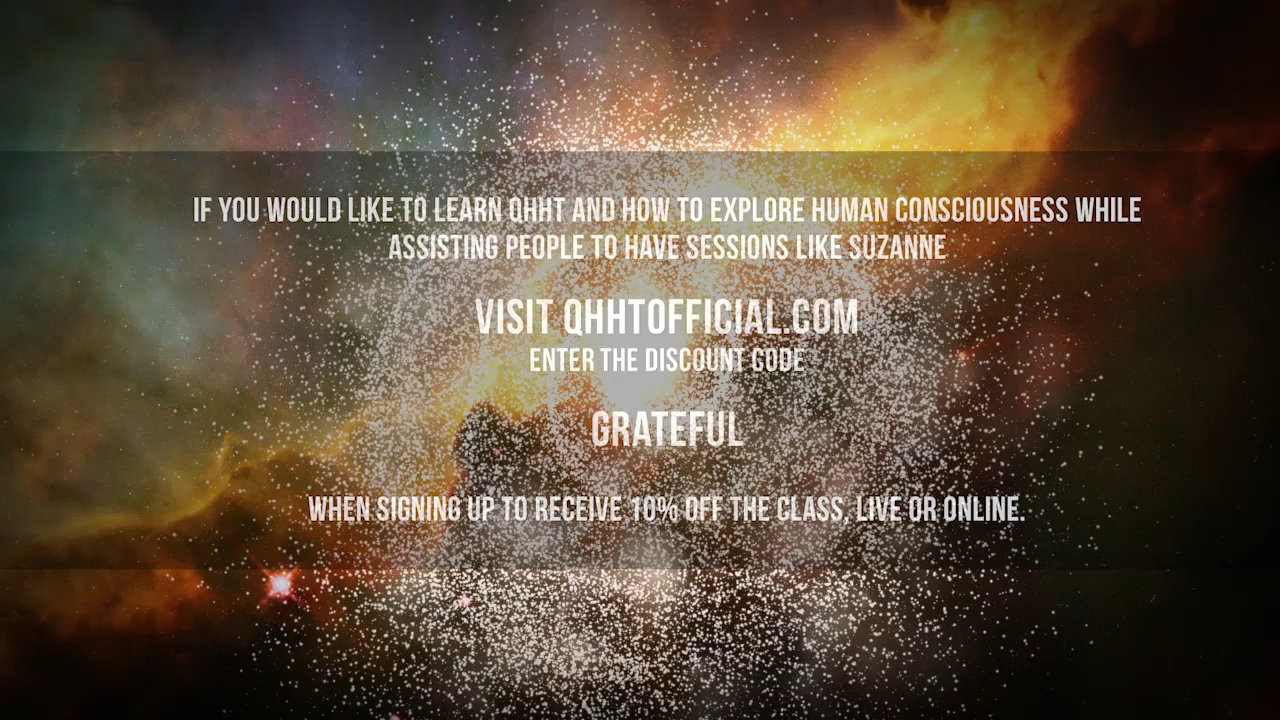 IF YOU WOULD LIKE TO LEARN QHHT AND HOW TO EXPLORE HUMAN CONSCIOUSNESS WHILE
ASSISTING PEOPLE TO HAVE SESSIONS LIKE SUZANNE
VISIT QHHTOFFICIAL.COM
ENTER THE DISCOUNT CODE
GRATEFUL
WHEN SIGNING UP TO RECEIVE 10% OFF THE CLASS, LIVE OR ONLINE.